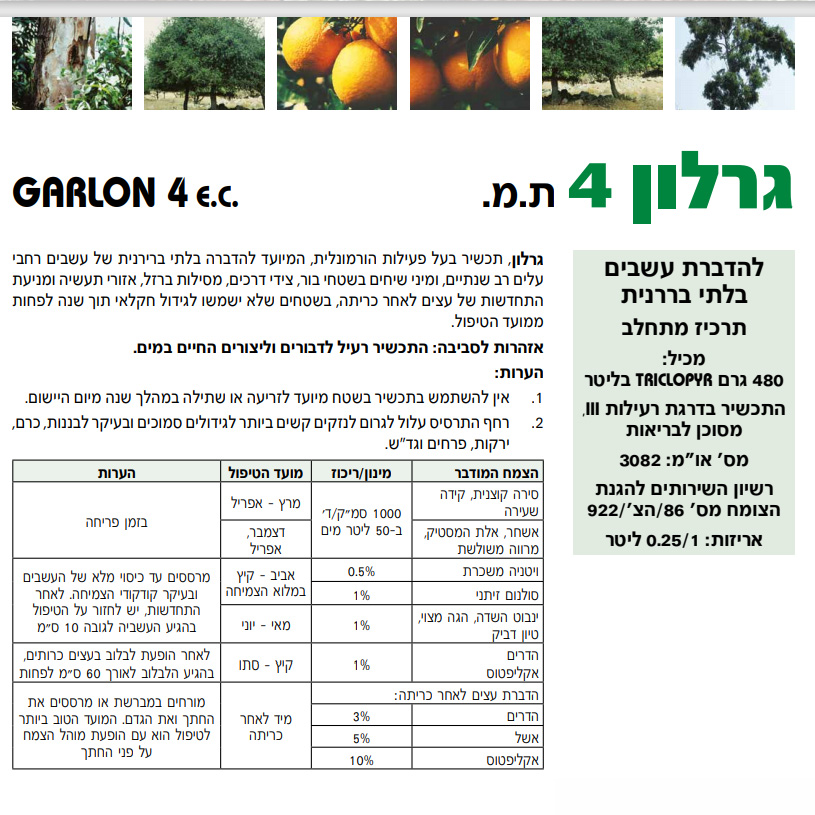 גרלון 4 ת.מ.
GARLON 4 E.C.
להדברת עשבים
בלתי בררנית
תרכיז מתחלב
מכיל:
480 גרם TRICLOPYR בליטר
התכשיר בדרגת רעילות III,
מסוכן לבריאות
מס' או"מ: 3082
רשיון השירותים להגנת
הצומח מס' 86/הצ'/922
אריזות: 0.25/1 ליטר
גרלון, תכשיר בעל פעילות הורמונלית, המיועד להדברה בלתי ברירנית של עשבים רחבי
עלים רב שנתיים, ומיני שיחים בשטחי בור, צידי דרכים, מסילות ברזל, אזורי תעשיה ומניעת
התחדשות של עצים לאחר כריתה, בשטחים שלא ישמשו לגידול חקלאי תוך שנה לפחות
ממועד הטיפול.
אזהרות לסביבה: התכשיר רעיל לדבורים וליצורים החיים במים.
הערות:
1. אין להשתמש בתכשיר בשטח מיועד לזריעה או שתילה במהלך שנה מיום היישום.
2. רחף התרסיס עלול לגרום לנזקים קשים ביותר לגידולים סמוכים ובעיקר לבננות, כרם,
ירקות, פרחים וגד"ש.
הצמח המודבר מינון/ריכוז מועד הטיפול הערות
סירה קוצנית, קידה
שעירה
1000 סמ"ק/ד'
ב-50 ליטר מים
מרץ - אפריל
בזמן פריחה
אשחר, אלת המסטיק,
מרווה משולשת
דצמבר,
אפריל
ויטניה משכרת 0.5%
אביב - קיץ
במלוא הצמיחה
מרססים עד כיסוי מלא של העשבים
ובעיקר קודקודי הצמיחה. לאחר
התחדשות, יש לחזור על הטיפול
בהגיע העשביה לגובה 10 ס"מ
סולנום זיתני 1%
ינבוט השדה, הגה מצוי,
טיון דביק
1% מאי - יוני
הדרים
אקליפטוס
1% קיץ - סתו
לאחר הופעת לבלוב בעצים כרותים,
בהגיע הלבלוב לאורך 60 ס"מ לפחות
הדברת עצים לאחר כריתה:
הדרים 3%
אשל 5%
אקליפטוס 10%
מיד לאחר
כריתה
מורחים במברשת או מרססים את
החתך ואת הגדם. המועד הטוב ביותר
לטיפול הוא עם הופעת מוהל הצמח
על פני החתך